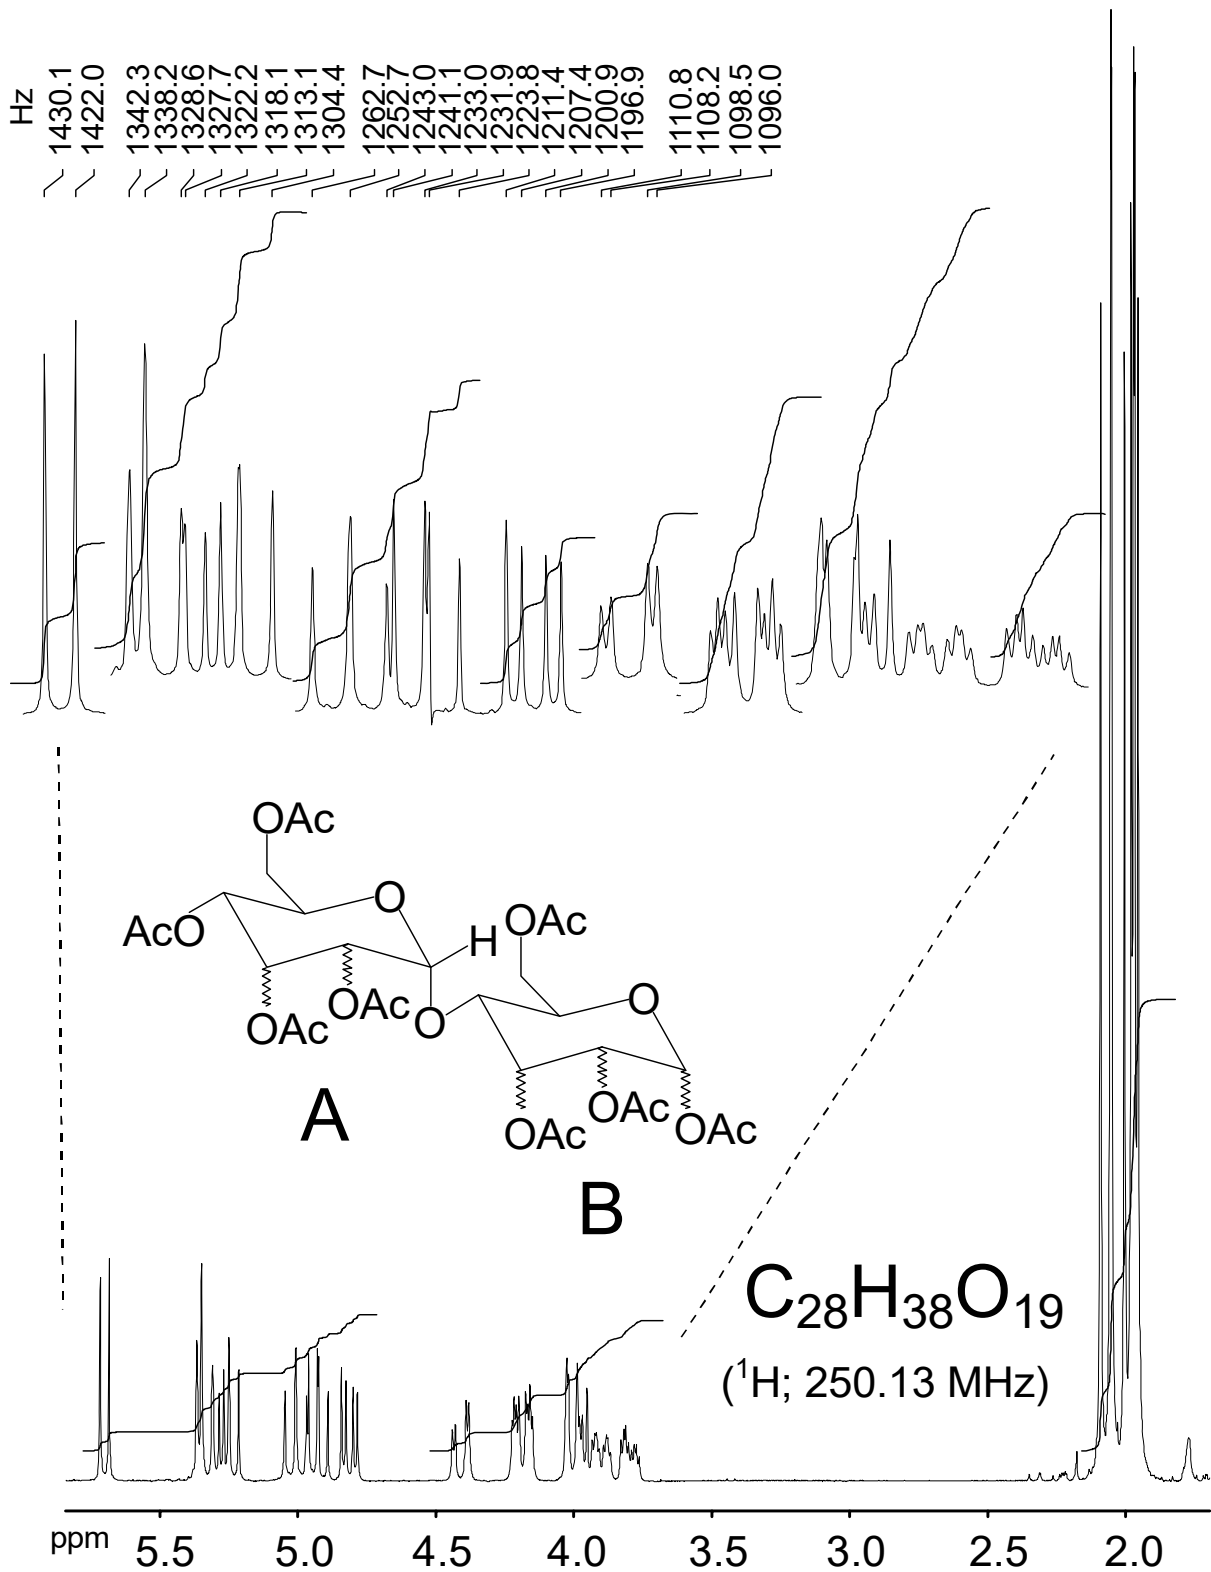 Hz
1430.1
1422.0
1342.3
1338.2
1328.6
1327.7
1322.2
1318.1
1313.1
1304.4
1262.7
1252.7
1243.0
1241.1
1233.0
1231.9
1223.8
1211.4
1207.4
1200.9
1196.9
1110.8
1108.2
1098.5
1096.0
OAc
O
AcO
H
OAc
OAc
OAc
O
O
A
OAc
OAc
OAc
B
C28H38O19
(1H; 250.13 MHz)
ppm 5.5 5.0 4.5 4.0 3.5 3.0 2.5 2.0